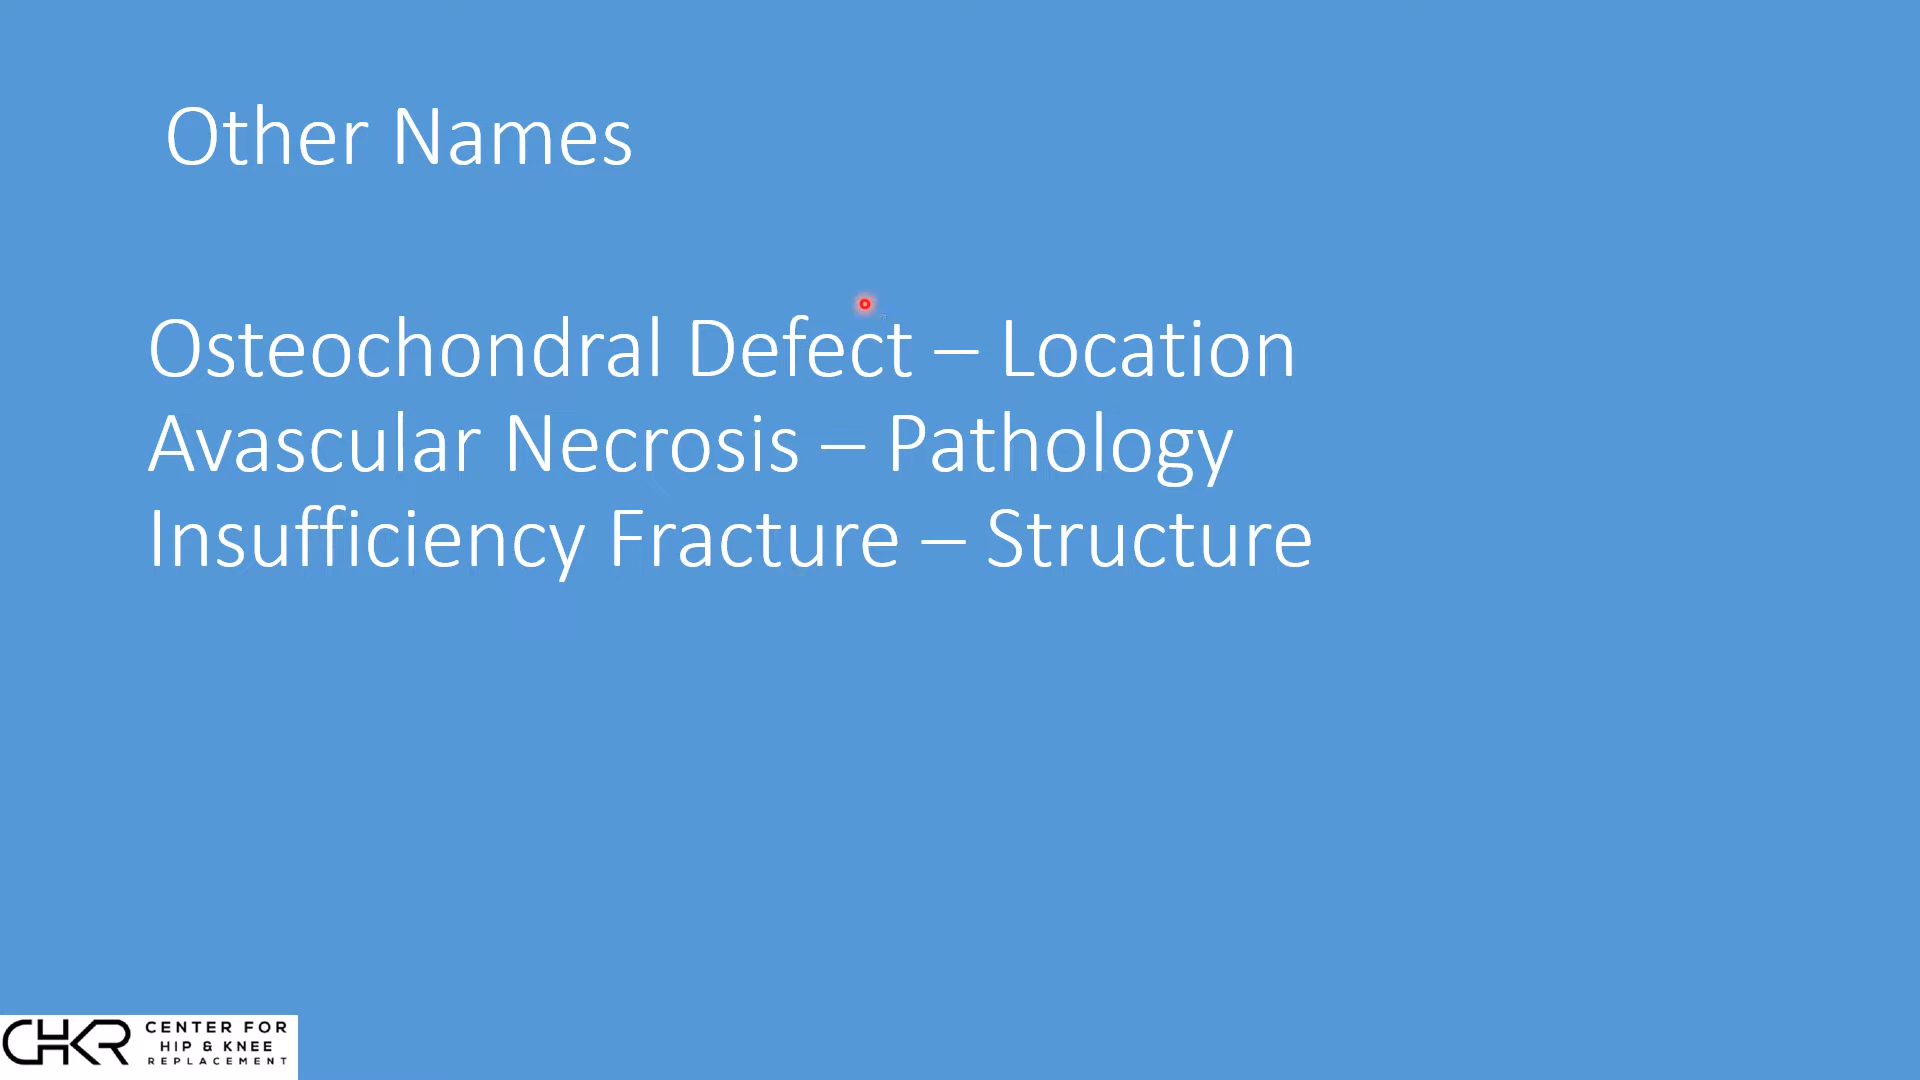 Other Names
Osteochondral Defect – Location
Avascular Necrosis – Pathology
Insufficiency Fracture – Structure
CHKR
CENTER FOR
HIP & KNEE
REPLACEMENT